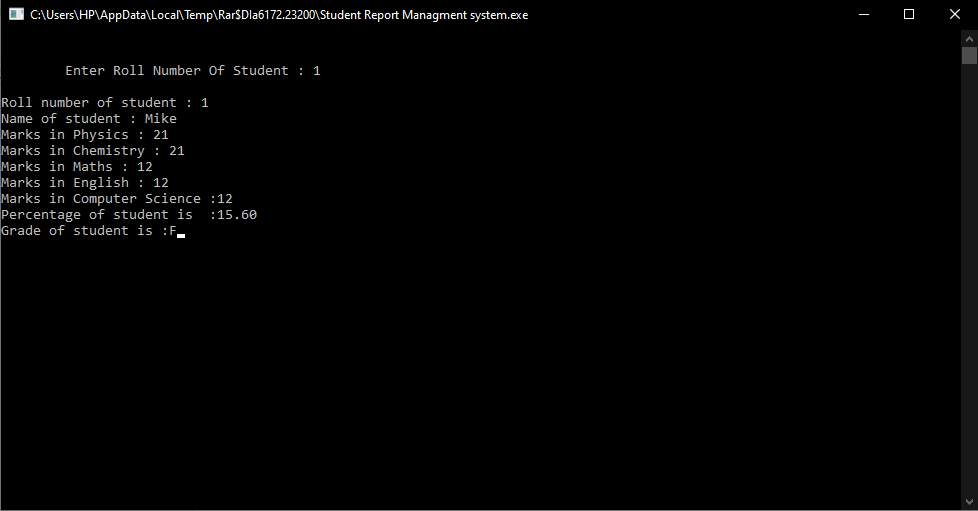 C:\Users\HP\AppData\Local\Temp\Rar$DIa6172.23200\Student Report Managment system.exe
Enter Roll Number Of Student : 1
Roll number of student : 1
Name of student : Mike
Marks in Physics : 21
Marks in Chemistry : 21
Marks in Maths : 12
Marks in English : 12
Marks in Computer Science :12
Percentage of student is  :15.60
Grade of student is :F